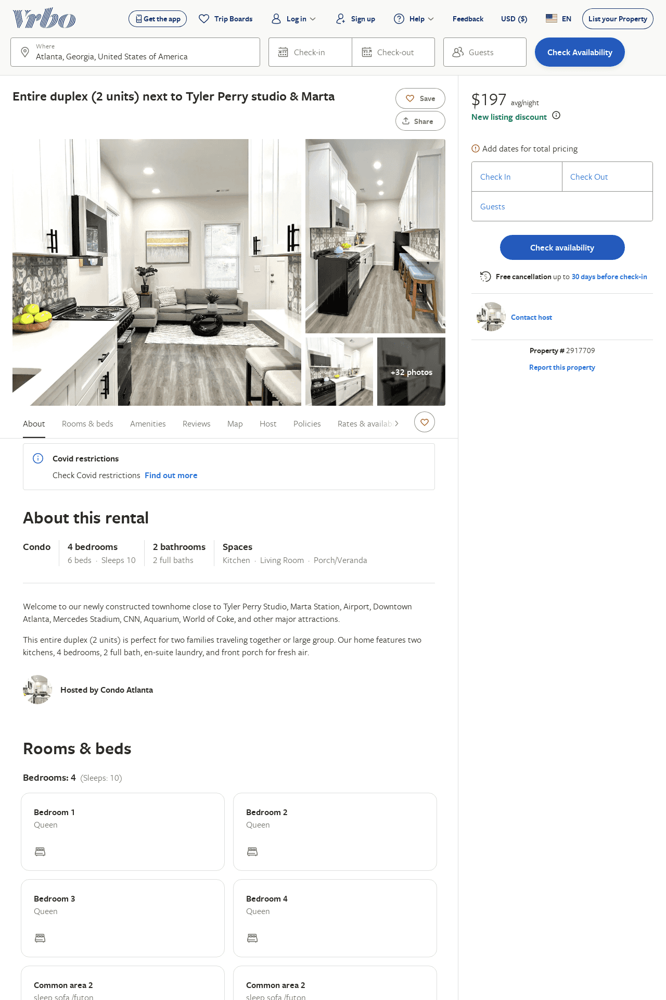 Vrbo
Get the app
Trip Boards
Log in
Sign up
Help
Feedback
USD ($)
EN
List your Property
Where
Atlanta, Georgia, United States of America
Check-in
Check-out
Guests
Check Availability
Entire duplex (2 units) next to Tyler Perry studio & Marta
Save
Share
$197 avg/night
New listing discount
Add dates for total pricing
Check In
Check Out
Guests
Check availability
Free cancellation up to 30 days before check-in
Contact host
Property # 2917709
Report this property
+32 photos
About
Rooms & beds
Amenities
Reviews
Map
Host
Policies
Rates & availab
Covid restrictions
Check Covid restrictions Find out more
About this rental
Condo
4 bedrooms
6 beds · Sleeps 10
2 bathrooms
2 full baths
Spaces
Kitchen · Living Room · Porch/Veranda
Welcome to our newly constructed townhome close to Tyler Perry Studio, Marta Station, Airport, Downtown
Atlanta, Mercedes Stadium, CNN, Aquarium, World of Coke, and other major attractions.
This entire duplex (2 units) is perfect for two families traveling together or large group. Our home features two
kitchens, 4 bedrooms, 2 full bath, en-suite laundry, and front porch for fresh air.
Hosted by Condo Atlanta
Rooms & beds
Bedrooms: 4 (Sleeps: 10)
Bedroom 1
Queen
Bedroom 2
Queen
Bedroom 3
Queen
Bedroom 4
Queen
Common area 2
sleep sofa /futon
Common area 2
sleep sofa /futon